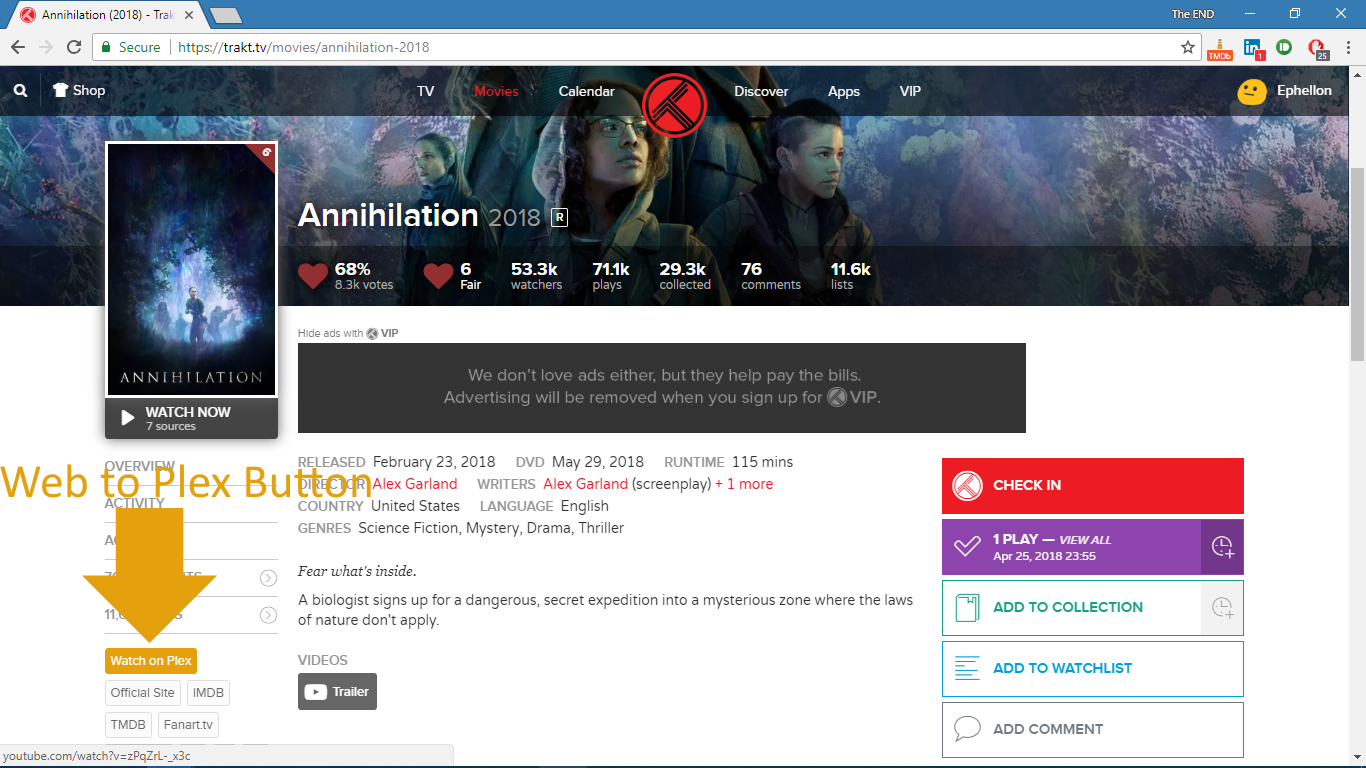 Annihilation (2018) - Trak
The END
Secure
https://trakt.tv/movies/annihilation-2018
TMDb
1
25
Shop
TV
Movies
Calendar
Discover
Apps
VIP
Ephellon
6
Annihilation 2018 R
68%
8.3k votes
6
Fair
53.3k
watchers
71.1k
plays
29.3k
collected
76
comments
11.6k
lists
ANNIHILATION
WATCH NOW
7 sources
Hide ads with VIP
We don't love ads either, but they help pay the bills.
Advertising will be removed when you sign up for VIP.
OVERVIEW
Web to Plex Button
ACTIVITY
RELEASED February 23, 2018 DVD May 29, 2018 RUNTIME 115 mins
DIRECTOR Alex Garland WRITERS Alex Garland (screenplay) + 1 more
COUNTRY United States LANGUAGE English
GENRES Science Fiction, Mystery, Drama, Thriller
Fear what's inside.
A biologist signs up for a dangerous, secret expedition into a mysterious zone where the laws
of nature don't apply.
VIDEOS
Trailer
Watch on Plex
Official Site
IMDB
TMDB
Fanart.tv
CHECK IN
1 PLAY — VIEW ALL
Apr 25, 2018 23:55
ADD TO COLLECTION
ADD TO WATCHLIST
ADD COMMENT
youtube.com/watch?v=zPqZrL-_x3c